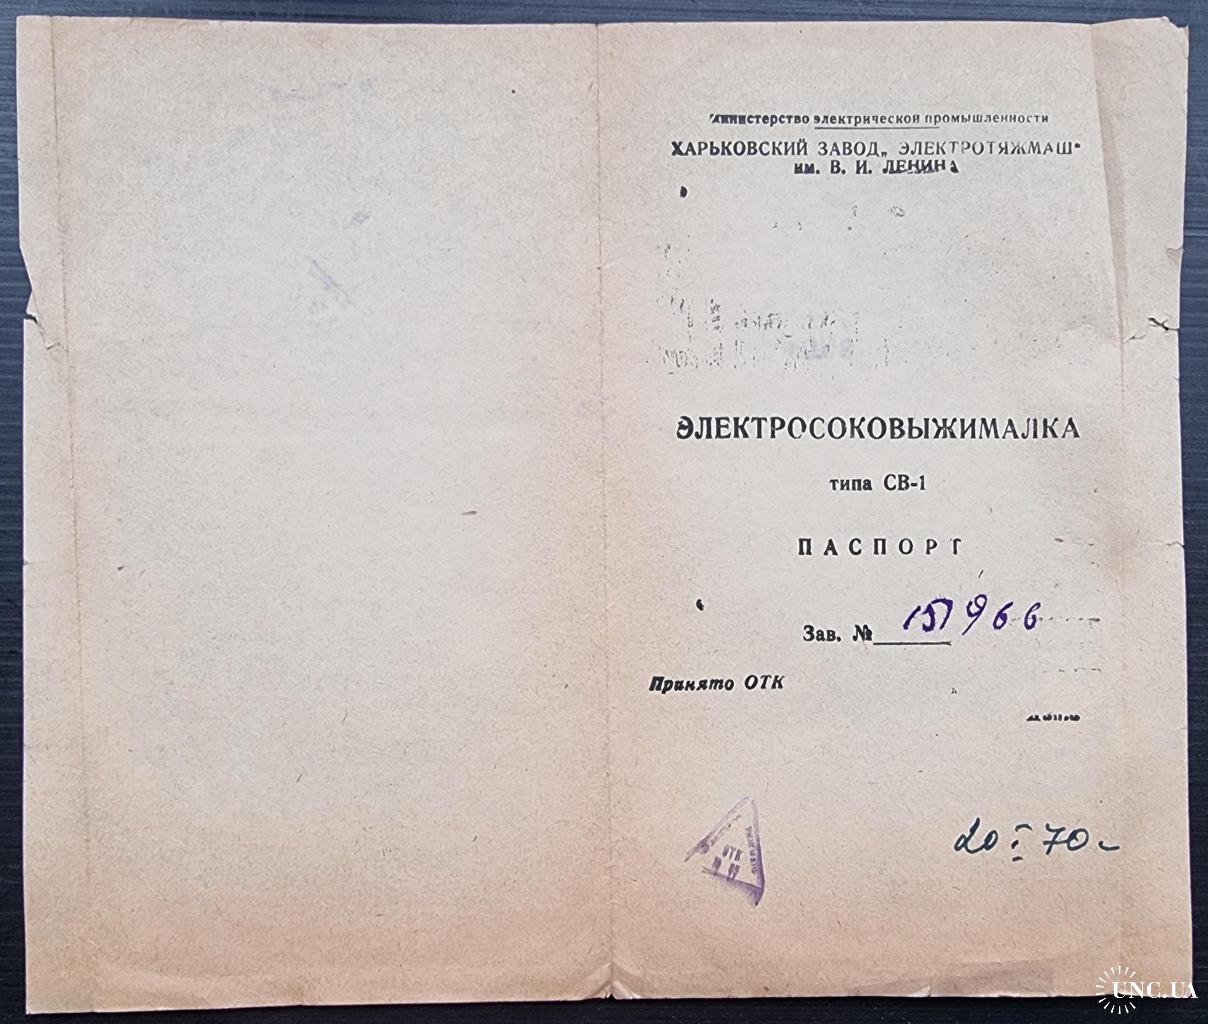 Министерство электрической промышленности
ХАРЬКОВСКИЙ ЗАВОД „ ЭЛЕКТРОТЯЖМАШ"
им. В. И. ЛЕНИНА
ЭЛЕКТРОСОКОВЫЖИМАЛКА
типа СВ-1
ПАСПОРТ
Зав. № 151966
Принято ОТК
ОТК
20 I 70
UNC.UA